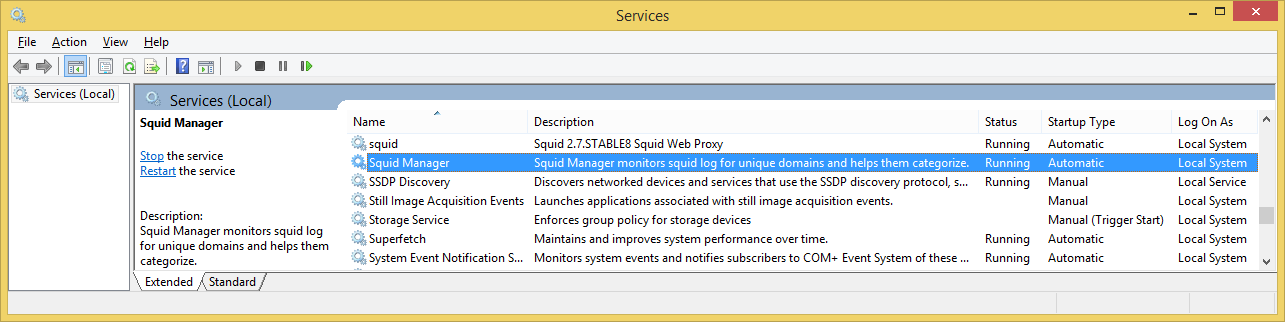 Services
File Action View Help
Services (Local)
Services (Local)
Squid Manager
Stop the service
Restart the service
Description:
Squid Manager monitors squid log
for unique domains and helps them
categorize.
Name Description Status Startup Type Log On As
squid Squid 2.7.STABLE8 Squid Web Proxy Running Automatic Local System
Squid Manager Squid Manager monitors squid log for unique domains and helps them categorize. Running Automatic Local System
SSDP Discovery Discovers networked devices and services that use the SSDP discovery protocol, s... Running Manual Local Service
Still Image Acquisition Events Launches applications associated with still image acquisition events. Manual Local System
Storage Service Enforces group policy for storage devices Manual (Trigger Start) Local System
Superfetch Maintains and improves system performance over time. Running Automatic Local System
System Event Notification S... Monitors system events and notifies subscribers to COM+ Event System of these ... Running Automatic Local System
Extended Standard